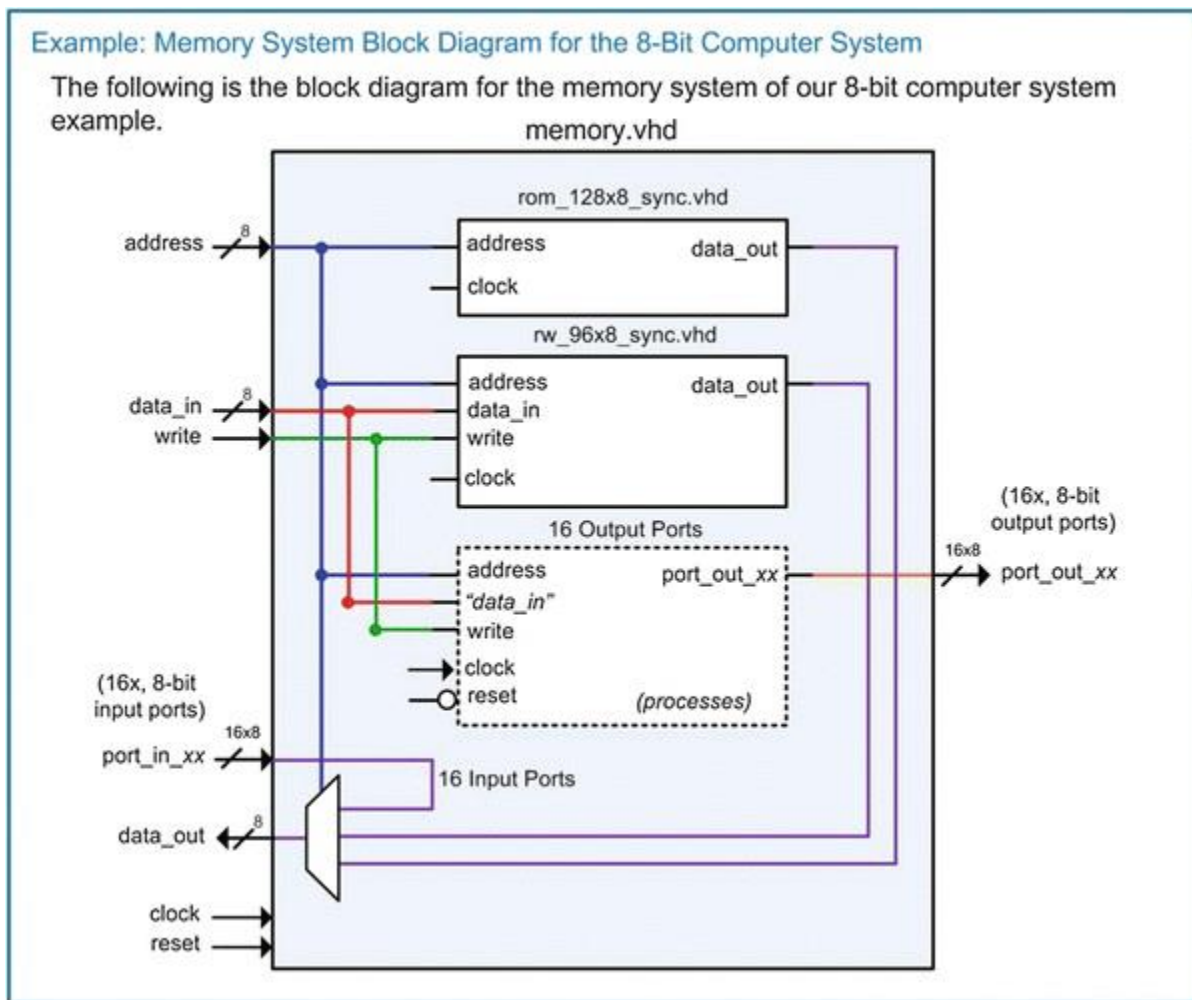 Example: Memory System Block Diagram for the 8-Bit Computer System
The following is the block diagram for the memory system of our 8-bit computer system
example.
memory.vhd
rom_128x8_sync.vhd
address
8
address
data_out
clock
rw_96x8_sync.vhd
address
data_out
data_in
8
data_in
write
write
clock
(16x, 8-bit
output ports)
16 Output Ports
16x8
address
port_out_xx
port_out_xx
"data_in"
write
clock
reset
(processes)
(16x, 8-bit
input ports)
16x8
port_in_xx
16 Input Ports
data_out
8
clock
reset